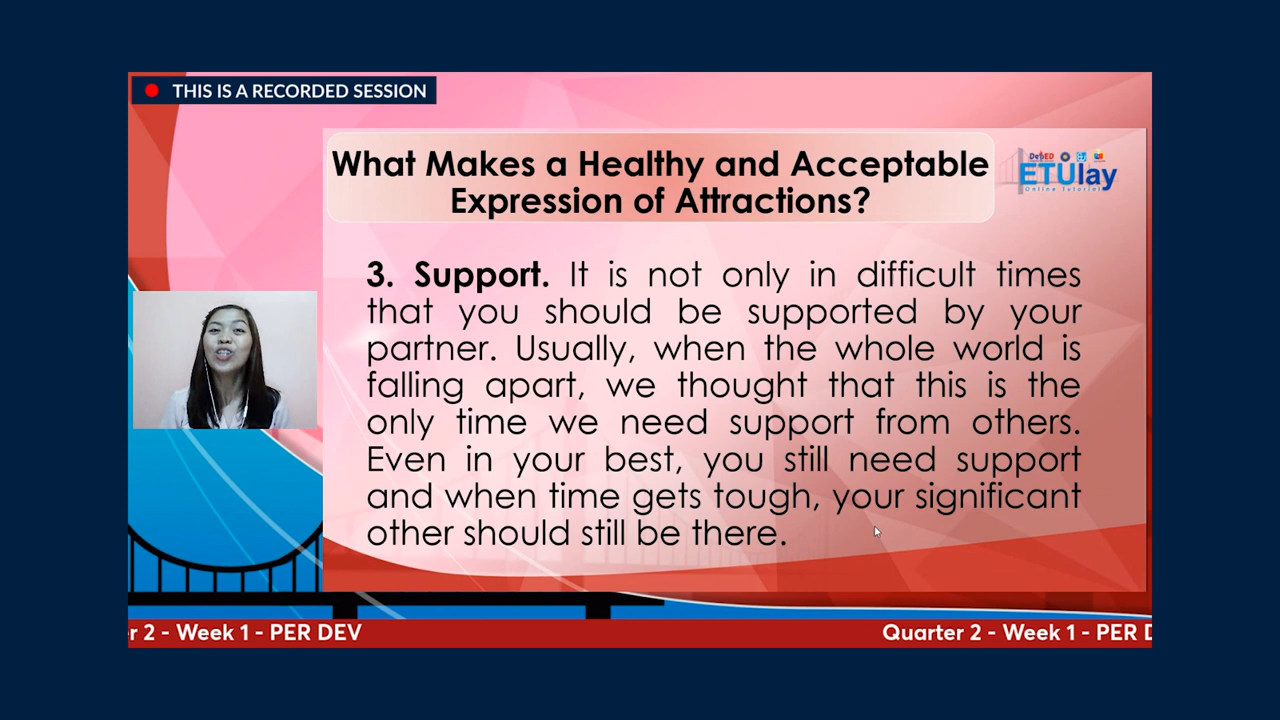 THIS IS A RECORDED SESSION
What Makes a Healthy and Acceptable
Expression of Attractions?
DepED
ETUlay
Online Tutorial
3. Support. It is not only in difficult times
that you should be supported by your
partner. Usually, when the whole world is
falling apart, we thought that this is the
only time we need support from others.
Even in your best, you still need support
and when time gets tough, your significant
other should still be there.
r 2 - Week 1 - PER DEV
Quarter 2 - Week 1 - PER D